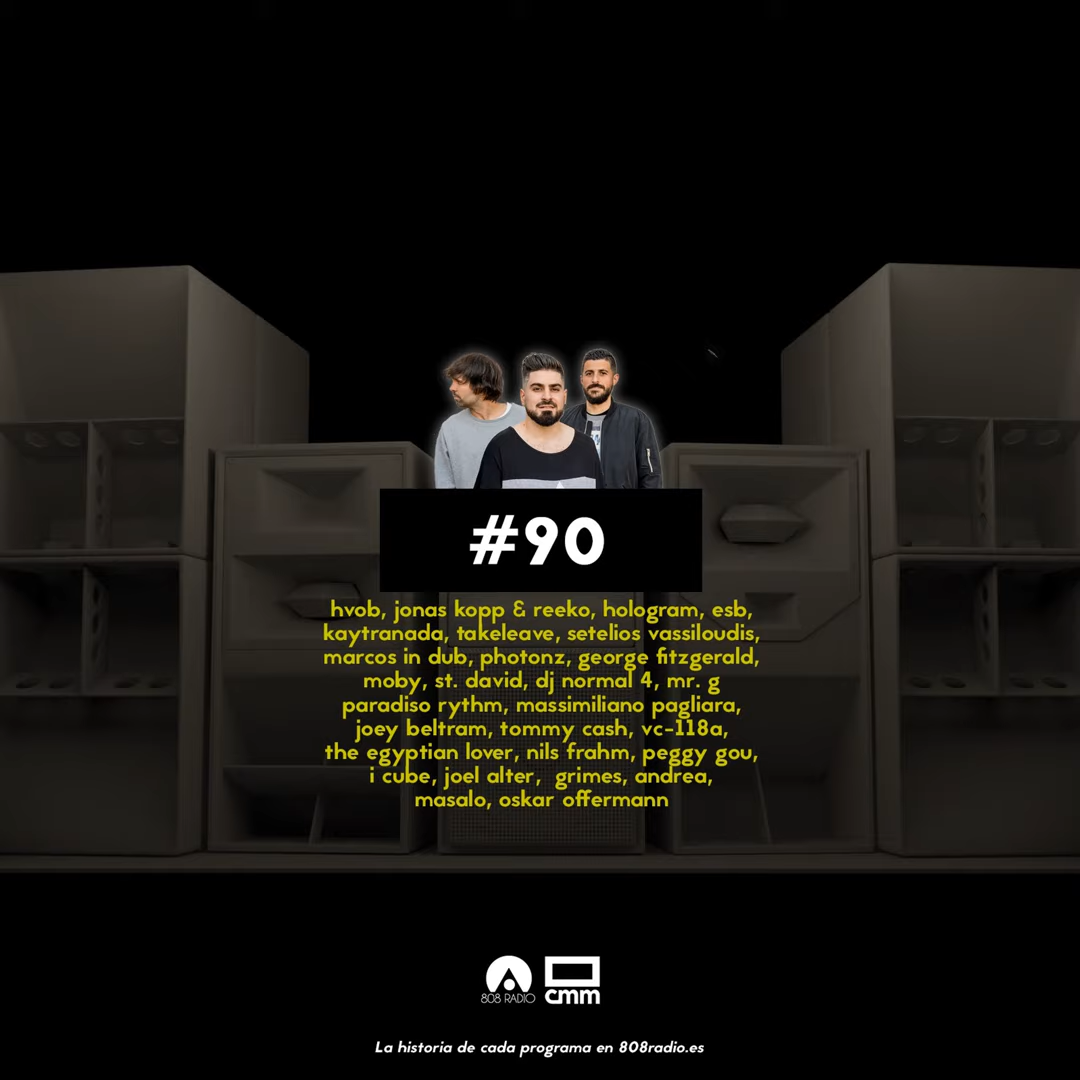 #90
hvob, jonas kopp & reeko, hologram, esb,
kaytranada, takeleave, setelios vassiloudis,
marcos in dub, photonz, george fitzgerald,
moby, st. david, dj normal 4, mr. g
paradiso rythm, massimiliano pagliara,
joey beltram, tommy cash, vc-118a,
the egyptian lover, nils frahm, peggy gou,
i cube, joel alter, grimes, andrea,
masalo, oskar offermann
808 RADIO cmm
La historia de cada programa en 808radio.es